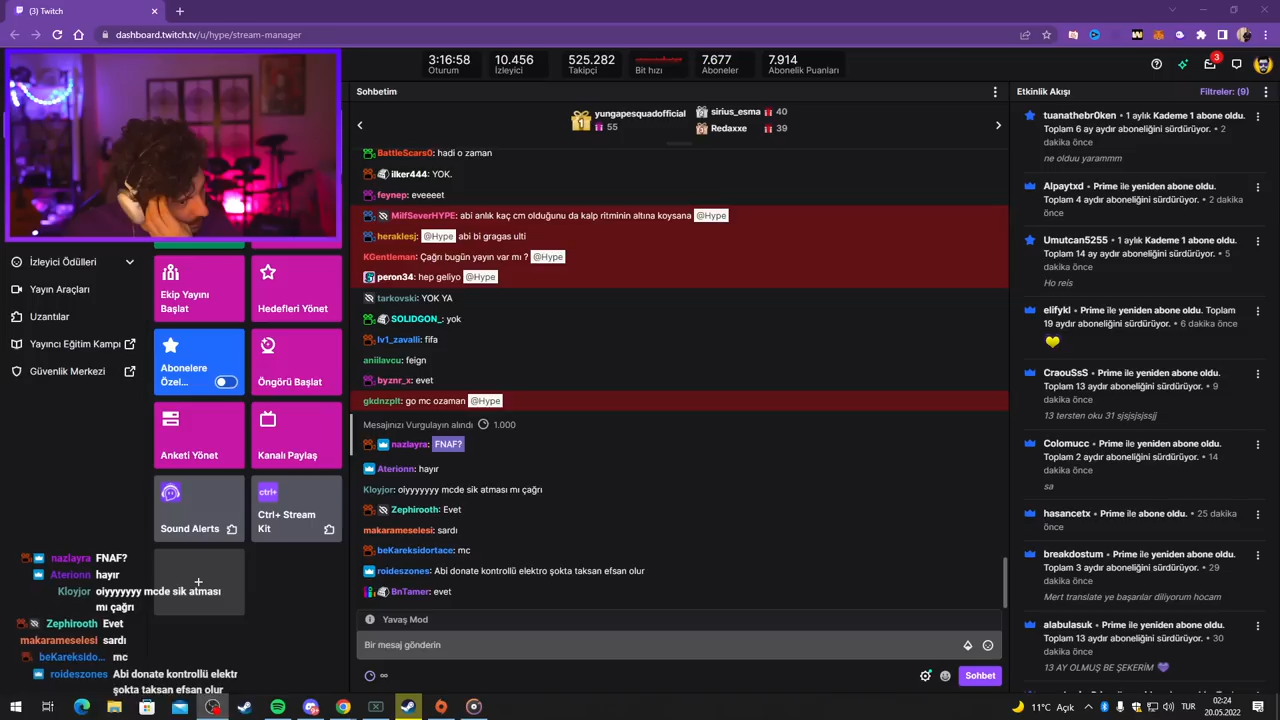 (3) Twitch
dashboard.twitch.tv/u/hype/stream-manager
3:16:58
Oturum
10.456
İzleyici
525.282
Takipçi
Bit hızı
7.677
Aboneler
7.914
Abonelik Puanları
3
İzleyici Ödülleri
Yayın Araçları
Uzantılar
Yayıncı Eğitim Kampı
Güvenlik Merkezi
Ekip Yayını
Başlat
Hedefleri Yönet
Abonelere
Özel...
Öngörü Başlat
Anketi Yönet
Kanalı Paylaş
Sound Alerts
ctrl+
Ctrl+ Stream
Kit
nazlayra FNAF?
Aterionn hayır
Kloyjor oiyyyyyyy mcde sik atması
mı çağrı
Zephirooth Evet
makarameselesi sardı
beKareksido... mc
roideszones Abi donate kontrollü elektr
şokta taksan efsan olur
Sohbetim
1
yungapesquadofficial
55
sirius_esma 40
Redaxxe 39
BattleScars0: hadi o zaman
ilker444: YOK.
feynep: eveeeet
MilfSeverHYPE: abi anlık kaç cm olduğunu da kalp ritminin altına koysana @Hype
heraklesj: @Hype abi bi gragas ulti
KGentleman: Çağrı bugün yayın var mı ? @Hype
peron34: hep geliyo @Hype
tarkovski: YOK YA
SOLIDGON_: yok
lv1_zavalli: fifa
aniilavcu: feign
byznr_x: evet
gkdnzplt: go mc ozaman @Hype
Mesajınızı Vurgulayın alındı 1.000
nazlayra: FNAF?
Aterionn: hayır
Kloyjor: oiyyyyyyy mcde sik atması mı çağrı
Zephirooth: Evet
makarameselesi: sardı
beKareksidortace: mc
roideszones: Abi donate kontrollü elektro şokta taksan efsan olur
BnTamer: evet
Yavaş Mod
Bir mesaj gönderin
∞
Sohbet
Etkinlik Akışı
Filtreler: (9)
tuanathebr0ken • 1 aylık Kademe 1 abone oldu.
Toplam 6 ay aydır aboneliğini sürdürüyor. • 2
dakika önce
ne olduu yarammm
Alpaytxd • Prime ile yeniden abone oldu.
Toplam 4 aydır aboneliğini sürdürüyor. • 2 dakika
önce
Umutcan5255 • 1 aylık Kademe 1 abone oldu.
Toplam 14 ay aydır aboneliğini sürdürüyor. • 5
dakika önce
Ho reis
elifykl • Prime ile yeniden abone oldu. Toplam
19 aydır aboneliğini sürdürüyor. • 6 dakika önce
CraouSsS • Prime ile yeniden abone oldu.
Toplam 13 aydır aboneliğini sürdürüyor. • 9
dakika önce
13 tersten oku 31 sjsjsjsjssjj
Colomucc • Prime ile yeniden abone oldu.
Toplam 2 aydır aboneliğini sürdürüyor. • 14
dakika önce
sa
hasancetx • Prime ile abone oldu. • 25 dakika
önce
breakdostum • Prime ile yeniden abone oldu.
Toplam 3 aydır aboneliğini sürdürüyor. • 29
dakika önce
Mert translate ye başarılar diliyorum hocam
alabulasuk • Prime ile yeniden abone oldu.
Toplam 13 aydır aboneliğini sürdürüyor. • 30
dakika önce
13 AY OLMUŞ BE ŞEKERİM
11°C Açık
TUR
02:24
20.05.2022